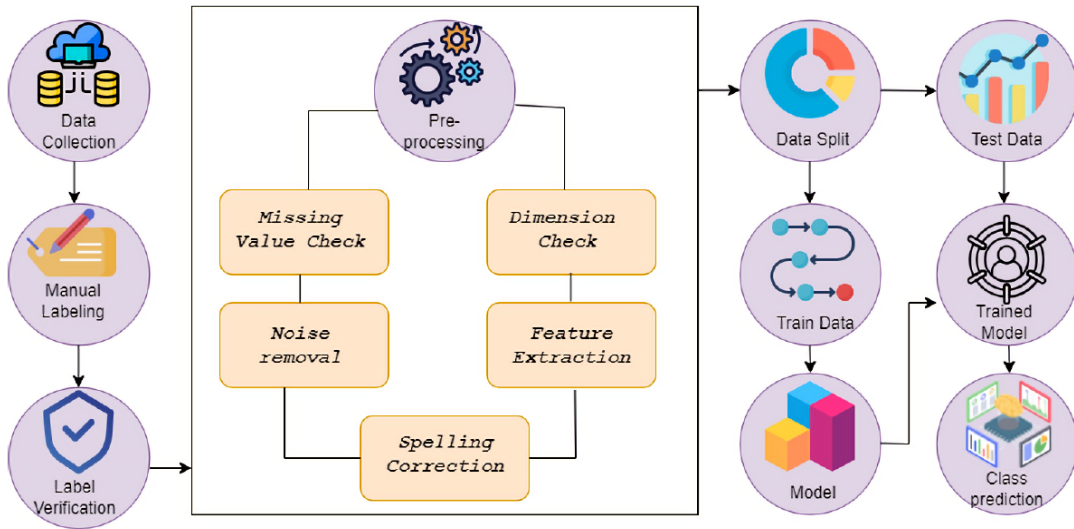 Data
Collection
Manual
Labeling
Label
Verification
Pre-
processing
Missing
Value Check
Dimension
Check
Noise
removal
Feature
Extraction
Spelling
Correction
Data Split
Test Data
Train Data
Trained
Model
Model
Class
prediction